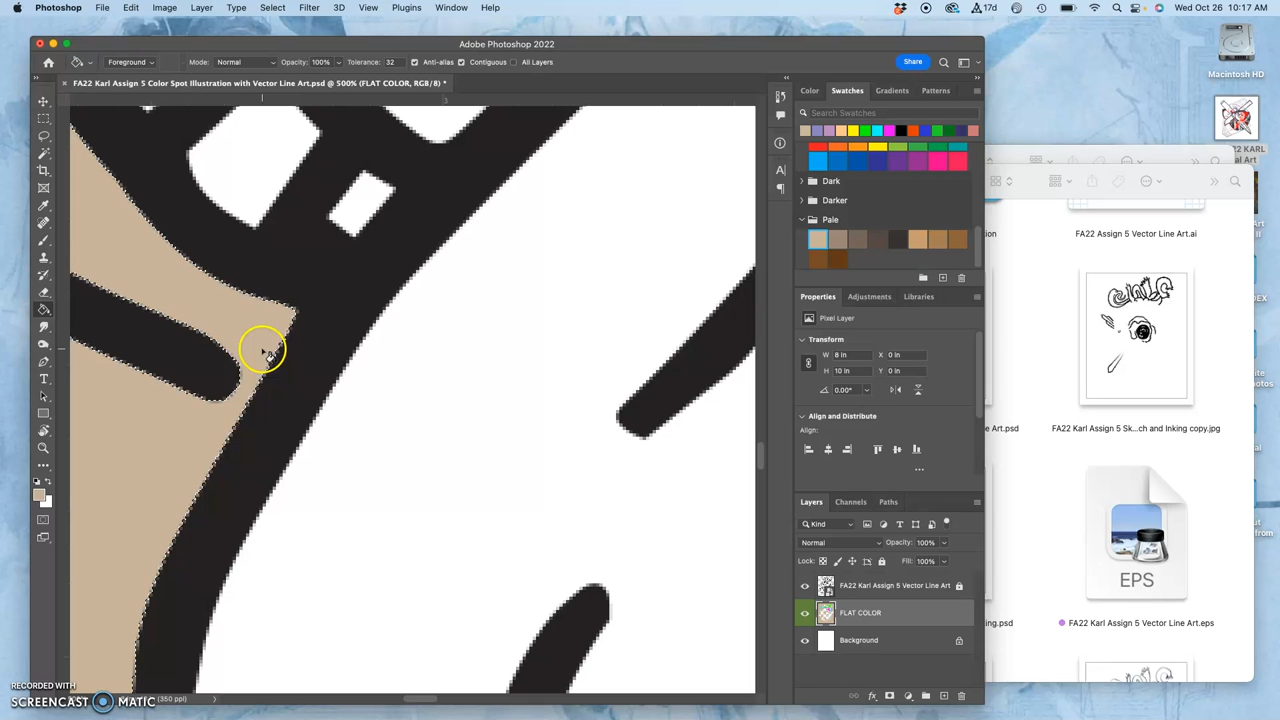 Photoshop File Edit Image Layer Type Select Filter 3D View Plugins Window Help 17d Wed Oct 26 10:17 AM
Adobe Photoshop 2022
Foreground Mode: Normal Opacity: 100% Tolerance: 32 Anti-alias Contiguous All Layers Share
FA22 Karl Assign 5 Color Spot Illustration with Vector Line Art.psd @ 500% (FLAT COLOR, RGB/8) *
3
Color Swatches Gradients Patterns
Search Swatches
Dark
Darker
Pale
Properties Adjustments Libraries
Pixel Layer
Transform
W 8 in X 0 in
H 10 in Y 0 in
0.00°
Align and Distribute
Align:
Layers Channels Paths
Kind
Normal Opacity: 100%
Lock: Fill: 100%
FA22 Karl Assign 5 Vector Line Art
FLAT COLOR
Background
(350 ppi)
Macintosh HD
22 KARL
al Art
FA22 Assign 5 Vector Line Art.ai
Art.psd FA22 Karl Assign 5 Sk...ch and Inking copy.jpg
EPS
king.psd FA22 Karl Assign 5 Vector Line Art.eps
RECORDED WITH
SCREENCAST MATIC